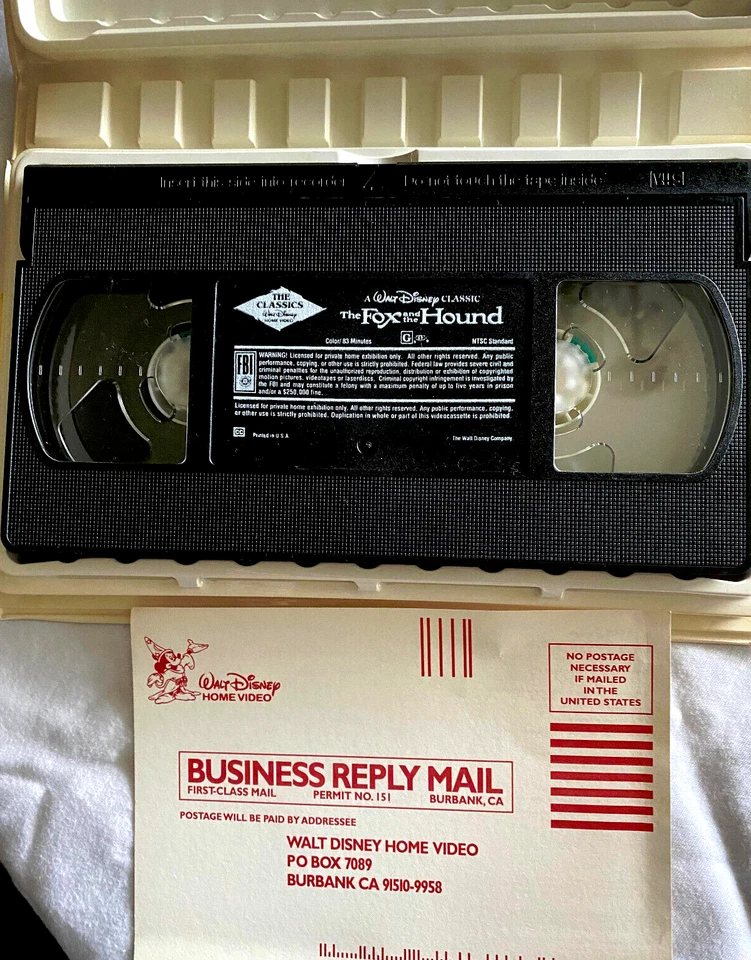 Insert this side into recorder Do not touch the tape inside VHS
THE
CLASSICS
Walt Disney
HOME VIDEO
A WALT DISNEY CLASSIC
The Fox and the Hound
Color/83 Minutes G NTSC Standard
FBI
WARNING! Licensed for private home exhibition only. All other rights reserved. Any public
performance, copying, or other use is strictly prohibited. Federal law provides severe civil and
criminal penalties for the unauthorized reproduction, distribution or exhibition of copyrighted
motion pictures, videotapes or laserdiscs. Criminal copyright infringement is investigated by
the FBI and may constitute a felony with a maximum penalty of up to five years in prison
and/or a $250,000 fine.
Licensed for private home exhibition only. All other rights reserved. Any public performance, copying,
or other use is strictly prohibited. Duplication in whole or part of this videocassette is prohibited.
CC Printed in U.S.A. The Walt Disney Company
WALT DISNEY
HOME VIDEO
NO POSTAGE
NECESSARY
IF MAILED
IN THE
UNITED STATES
BUSINESS REPLY MAIL
FIRST-CLASS MAIL PERMIT NO. 151 BURBANK, CA
POSTAGE WILL BE PAID BY ADDRESSEE
WALT DISNEY HOME VIDEO
PO BOX 7089
BURBANK CA 91510-9958